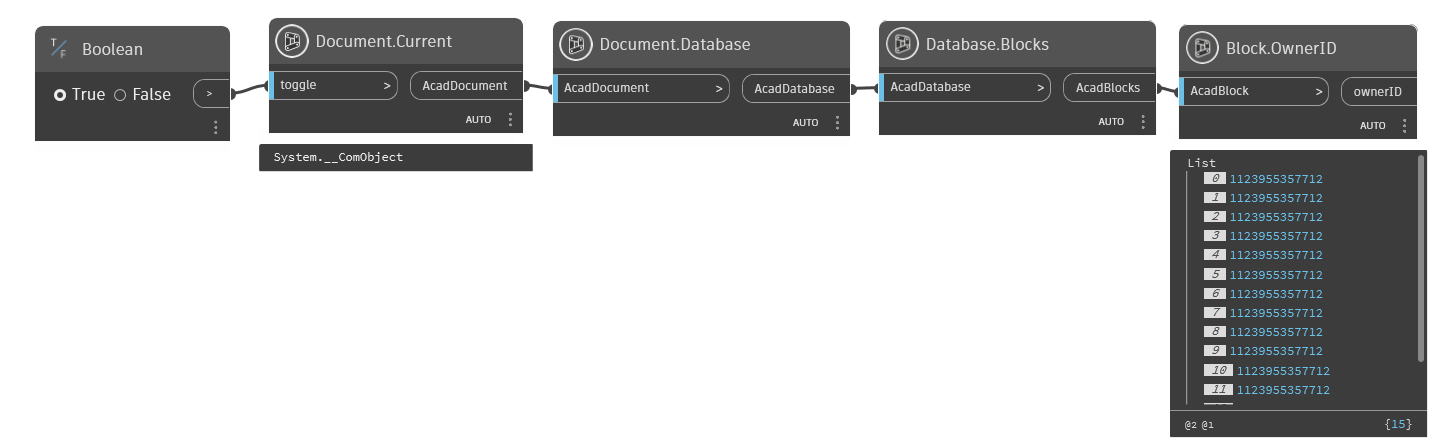 T/F Boolean
True False >
Document.Current
toggle > AcadDocument
AUTO
System.__ComObject
Document.Database
AcadDocument > AcadDatabase
AUTO
Database.Blocks
AcadDatabase > AcadBlocks
AUTO
Block.OwnerID
AcadBlock > ownerID
AUTO
List
0 1123955357712
1 1123955357712
2 1123955357712
3 1123955357712
4 1123955357712
5 1123955357712
6 1123955357712
7 1123955357712
8 1123955357712
9 1123955357712
10 1123955357712
11 1123955357712
@2 @1 {15}